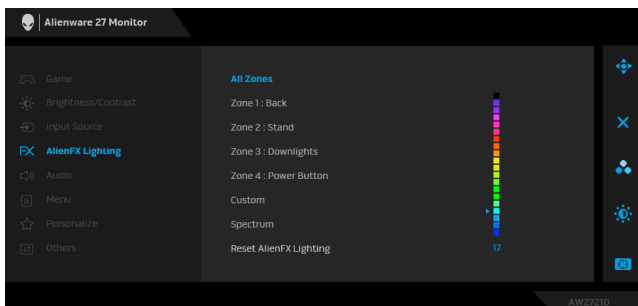 Alienware 27 Monitor
Game
Brightness/Contrast
Input Source
AlienFX Lighting
Audio
Menu
Personalize
Others
All Zones
Zone 1 : Back
Zone 2 : Stand
Zone 3 : Downlights
Zone 4 : Power Button
Custom
Spectrum
Reset AlienFX Lighting 17
AW2721D